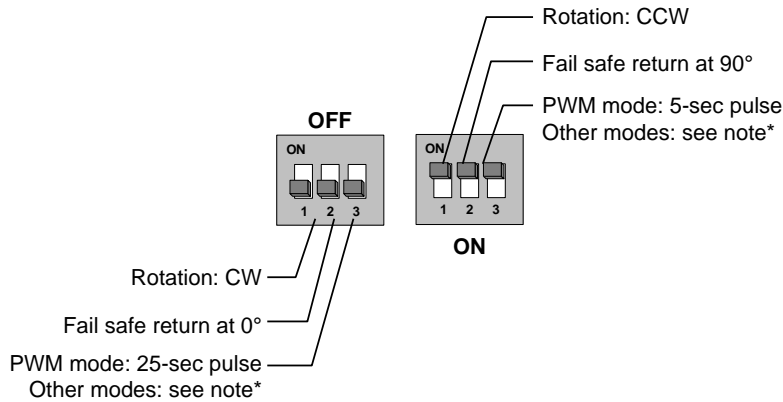 Rotation: CCW
Fail safe return at 90°
PWM mode: 5-sec pulse
Other modes: see note*
OFF
ON
1 2 3
ON
1 2 3
ON
Rotation: CW
Fail safe return at 0°
PWM mode: 25-sec pulse
Other modes: see note*